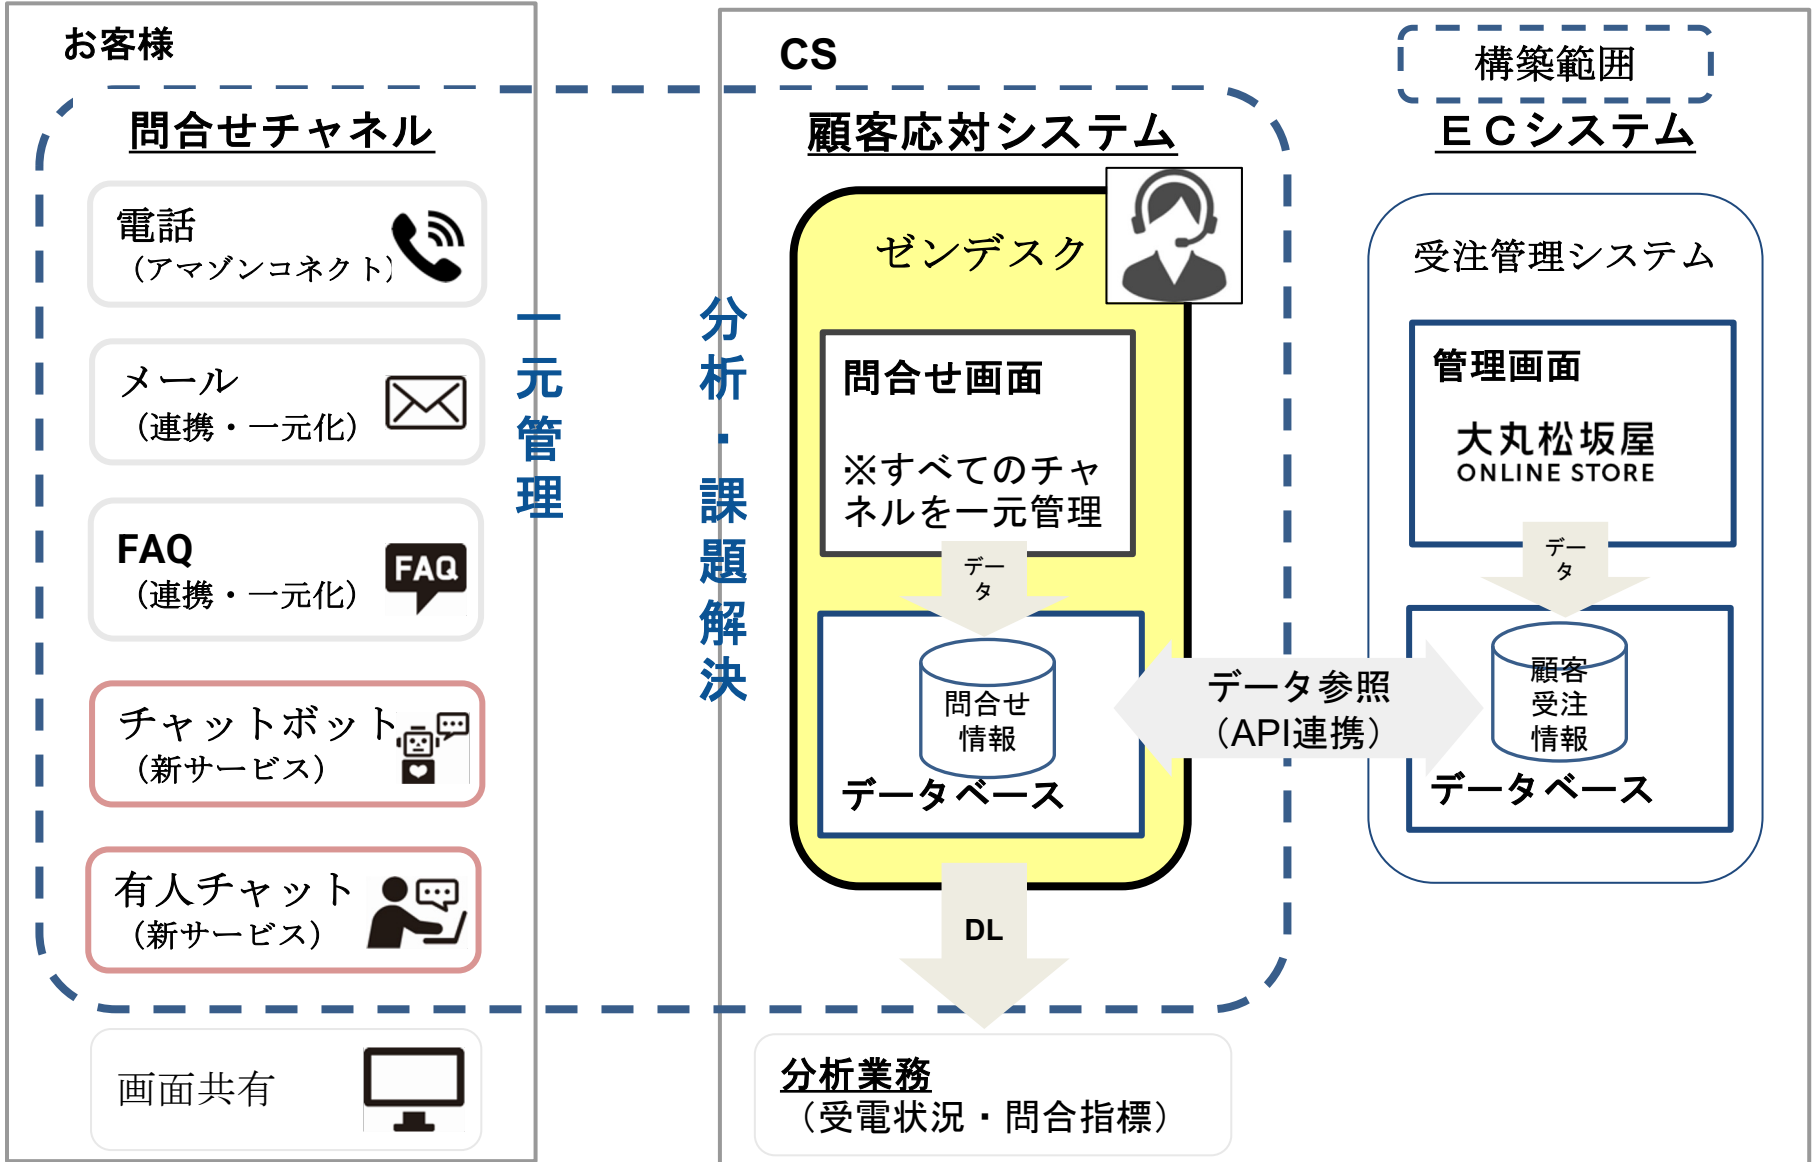 お客様
問合せチャネル
電話
（アマゾンコネクト）
メール
（連携・一元化）
FAQ
（連携・一元化）
FAQ
チャットボット
（新サービス）
有人チャット
（新サービス）
画面共有
一元管理
分析・課題解決
CS
顧客応対システム
ゼンデスク
問合せ画面
※すべてのチャ
ネルを一元管理
デー
タ
問合せ
情報
データベース
DL
分析業務
（受電状況・問合指標）
データ参照
（API連携）
構築範囲
ＥＣシステム
受注管理システム
管理画面
大丸松坂屋
ONLINE STORE
デー
タ
顧客
受注
情報
データベース